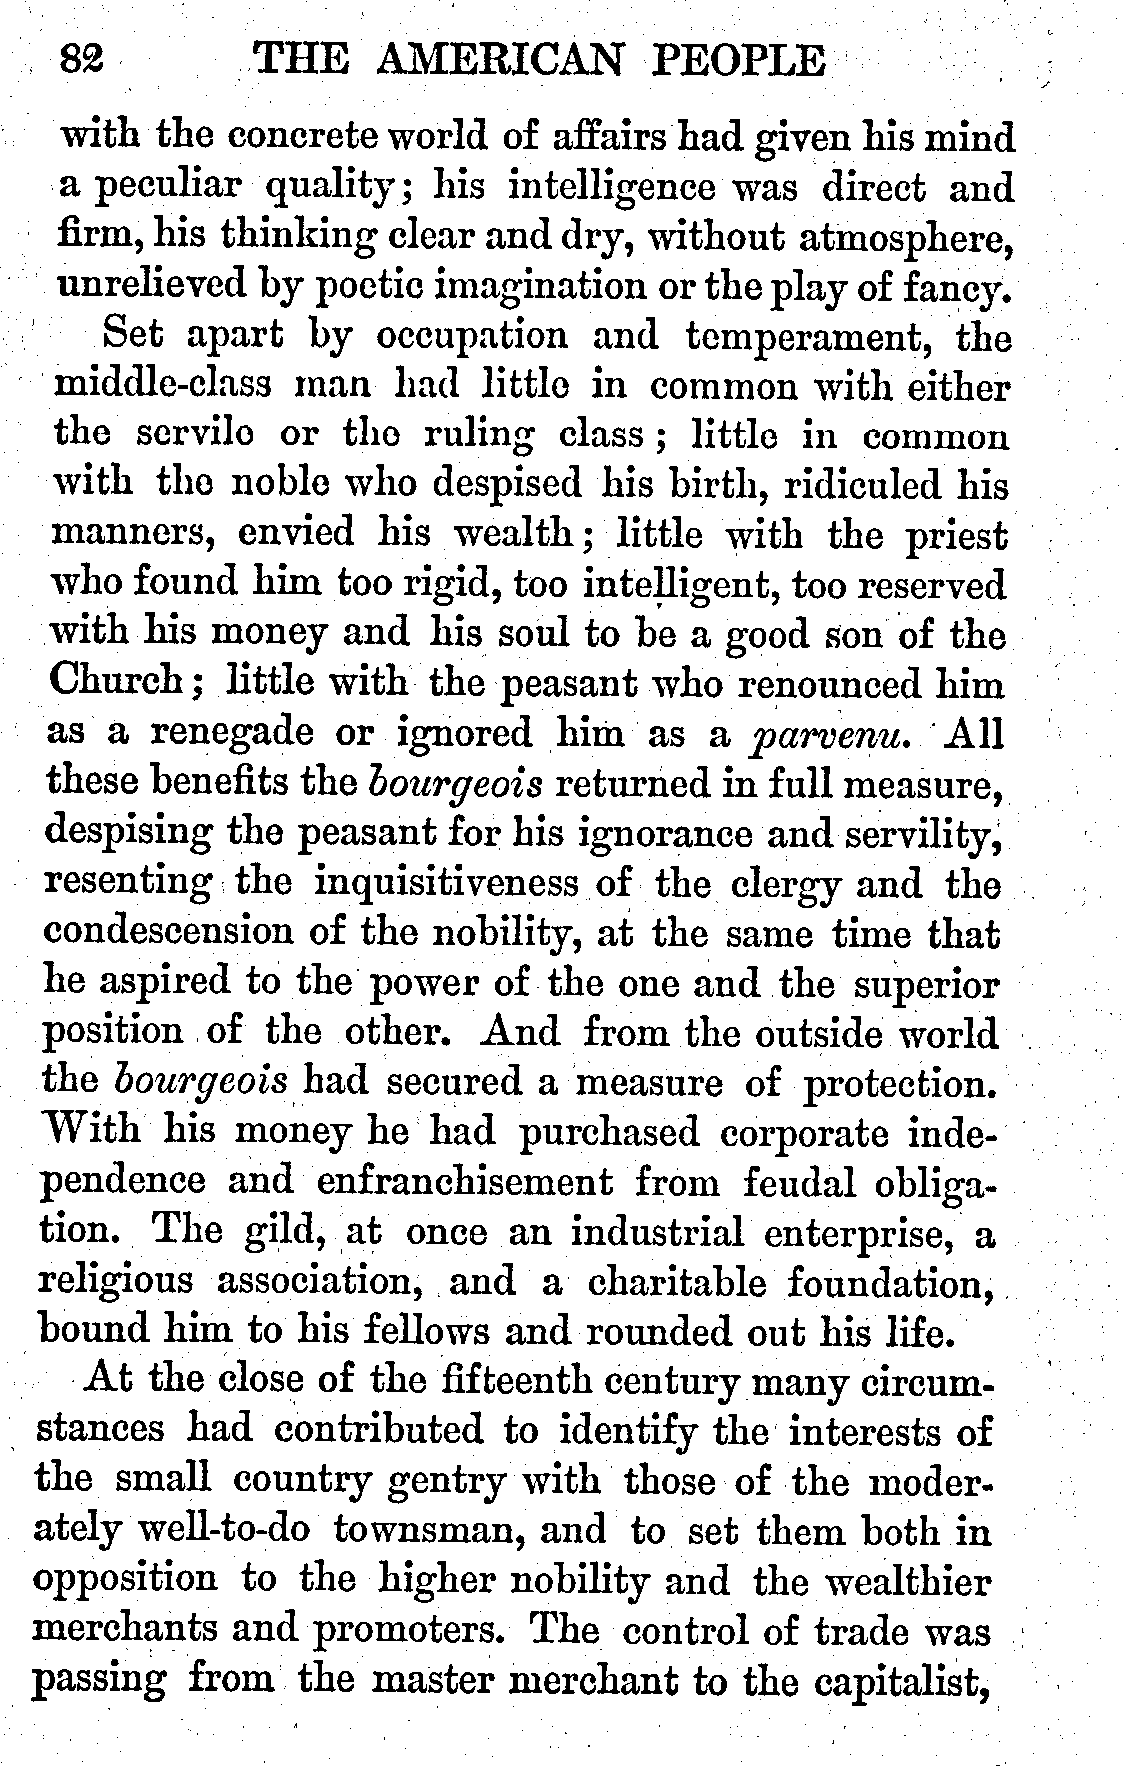 82 THE AMERICAN PEOPLE
with the concrete world of affairs had given his mind
a peculiar quality; his intelligence was direct and
firm, his thinking clear and dry, without atmosphere,
unrelieved by poetic imagination or the play of fancy.
Set apart by occupation and temperament, the
middle-class man had little in common with either
the servile or the ruling class; little in common
with the noble who despised his birth, ridiculed his
manners, envied his wealth; little with the priest
who found him too rigid, too intelligent, too reserved
with his money and his soul to be a good son of the
Church; little with the peasant who renounced him
as a renegade or ignored him as a parvenu. All
these benefits the bourgeois returned in full measure,
despising the peasant for his ignorance and servility,
resenting the inquisitiveness of the clergy and the
condescension of the nobility, at the same time that
he aspired to the power of the one and the superior
position of the other. And from the outside world
the bourgeois had secured a measure of protection.
With his money he had purchased corporate inde-
pendence and enfranchisement from feudal obliga-
tion. The gild, at once an industrial enterprise, a
religious association, and a charitable foundation,
bound him to his fellows and rounded out his life.
At the close of the fifteenth century many circum-
stances had contributed to identify the interests of
the small country gentry with those of the moder-
ately well-to-do townsman, and to set them both in
opposition to the higher nobility and the wealthier
merchants and promoters. The control of trade was
passing from the master merchant to the capitalist,